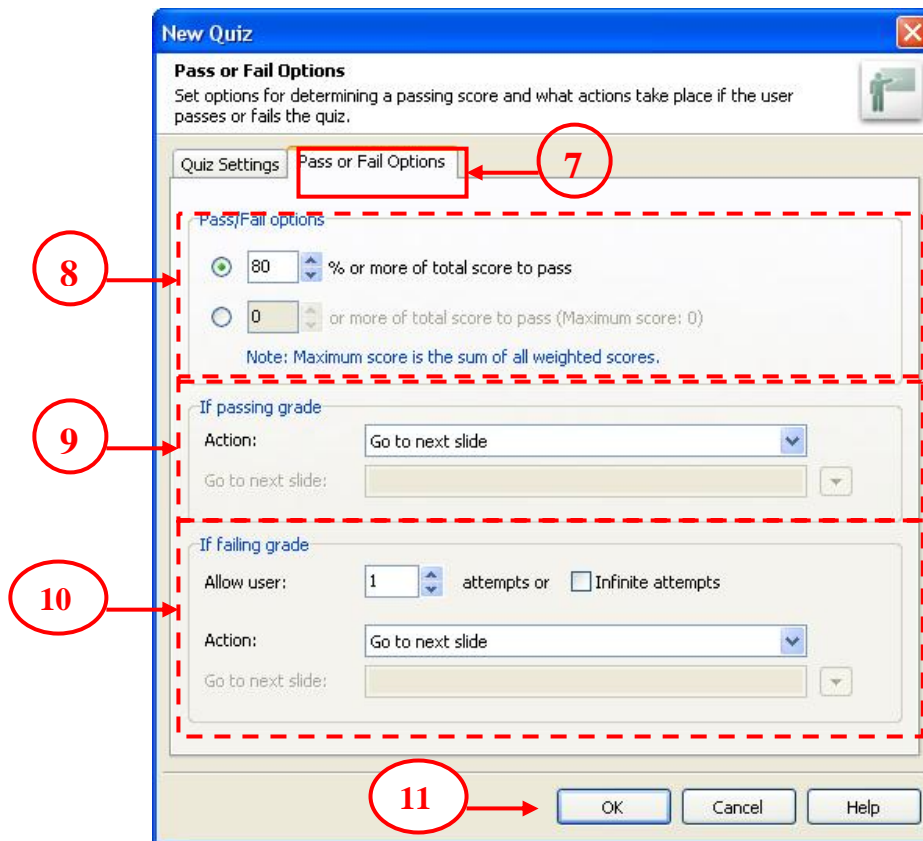 New Quiz
Pass or Fail Options
Set options for determining a passing score and what actions take place if the user
passes or fails the quiz.
Quiz Settings
Pass or Fail Options
7
Pass/Fail options
8
80 % or more of total score to pass
0 or more of total score to pass (Maximum score: 0)
Note: Maximum score is the sum of all weighted scores.
If passing grade
9
Action: Go to next slide
Go to next slide:
If failing grade
Allow user: 1 attempts or Infinite attempts
10
Action: Go to next slide
Go to next slide:
11
OK Cancel Help